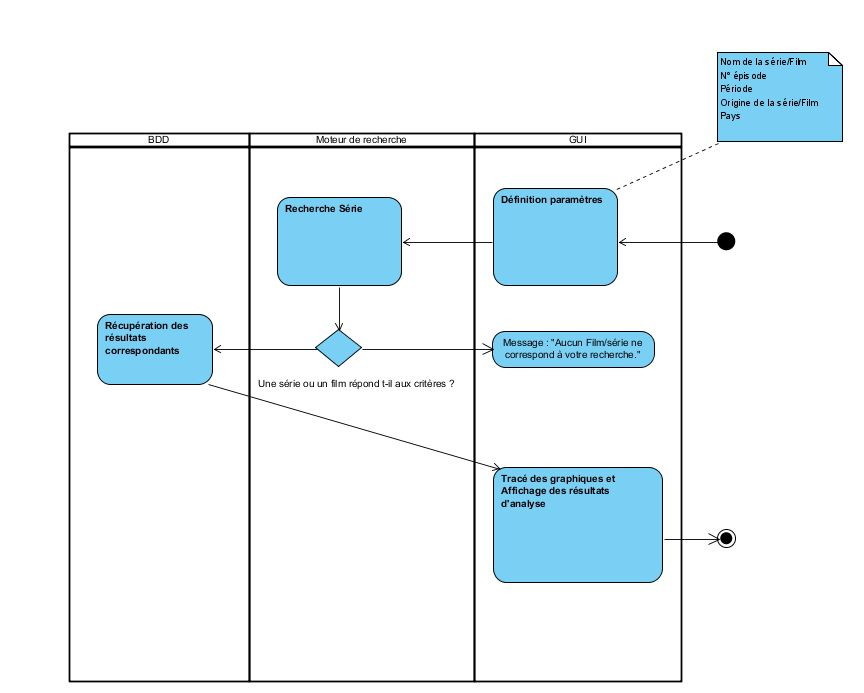 Nom de la série/Film
N° épisode
Période
Origine de la série/Film
Pays
BDD
Moteur de recherche
GUI
Recherche Série
Définition paramètres
Récupération des
résultats
correspondants
Message : "Aucun Film/série ne
correspond à votre recherche."
Une série ou un film répond t-il aux critères ?
Tracé des graphiques et
Affichage des résultats
d'analyse